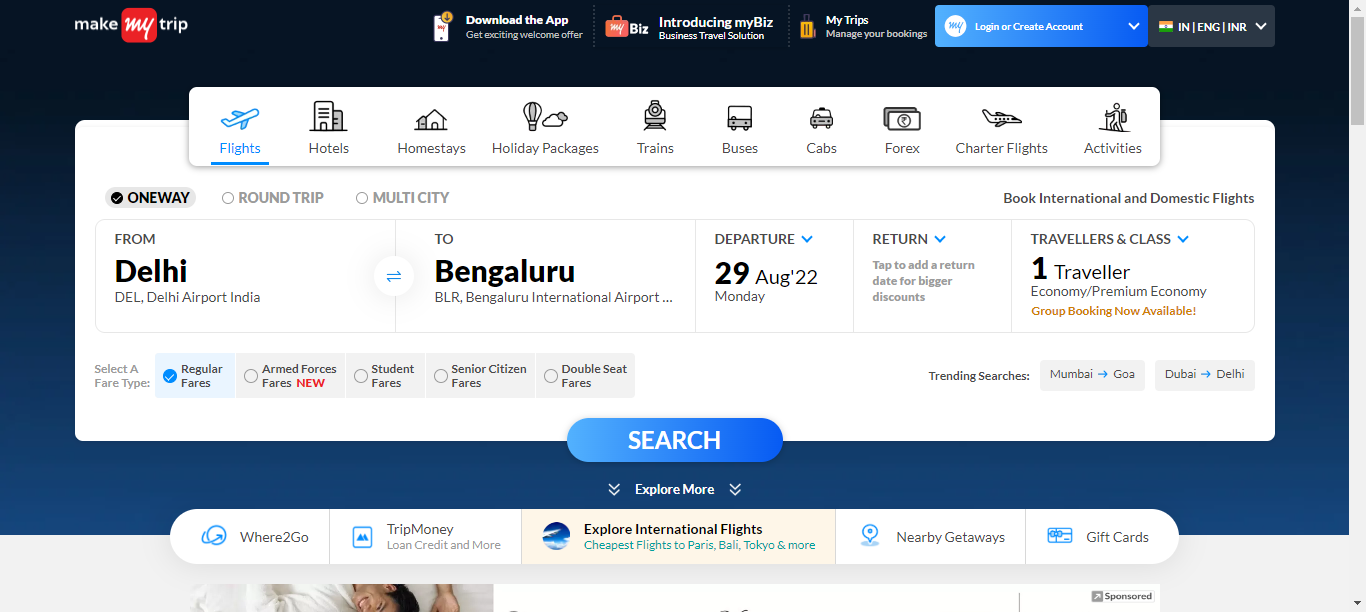 make my trip
Download the App
Get exciting welcome offer
my Biz
Introducing myBiz
Business Travel Solution
My Trips
Manage your bookings
my
Login or Create Account
IN | ENG | INR
Flights
Hotels
Homestays
Holiday Packages
Trains
Buses
Cabs
Forex
Charter Flights
Activities
ONEWAY
ROUND TRIP
MULTI CITY
Book International and Domestic Flights
FROM
Delhi
DEL, Delhi Airport India
TO
Bengaluru
BLR, Bengaluru International Airport ...
DEPARTURE
29 Aug'22
Monday
RETURN
Tap to add a return
date for bigger
discounts
TRAVELLERS & CLASS
1 Traveller
Economy/Premium Economy
Group Booking Now Available!
Select A
Fare Type:
Regular
Fares
Armed Forces
Fares NEW
Student
Fares
Senior Citizen
Fares
Double Seat
Fares
Trending Searches:
Mumbai → Goa
Dubai → Delhi
SEARCH
Explore More
Where2Go
TripMoney
Loan Credit and More
Explore International Flights
Cheapest Flights to Paris, Bali, Tokyo & more
Nearby Getaways
Gift Cards
Sponsored